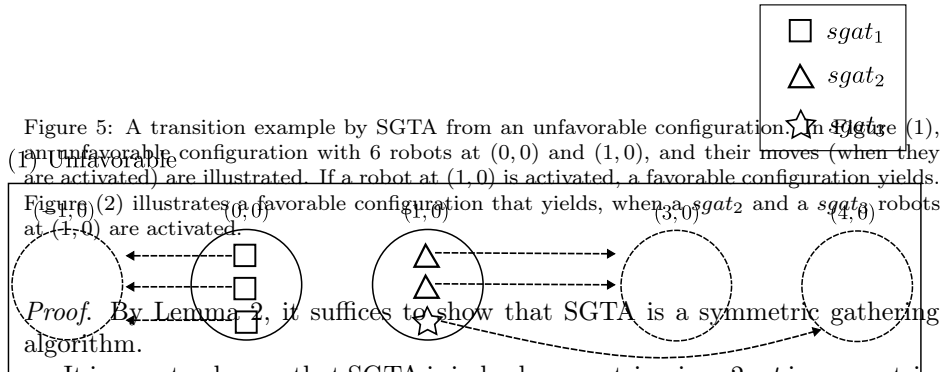 sgat1
sgat2
sgat3
Figure 5: A transition example by SGTA from an unfavorable configuration. In Figure (1),
an unfavorable configuration with 6 robots at (0, 0) and (1, 0), and their moves (when they
are activated) are illustrated. If a robot at (1, 0) is activated, a favorable configuration yields.
Figure (2) illustrates a favorable configuration that yields, when a sgat2 and a sgat3 robots
at (1, 0) are activated.
(1) Unfavorable
(−1, 0) (0, 0) (1, 0) (3, 0) (4, 0)
Proof. By Lemma 2, it suffices to show that SGTA is a symmetric gathering
algorithm.